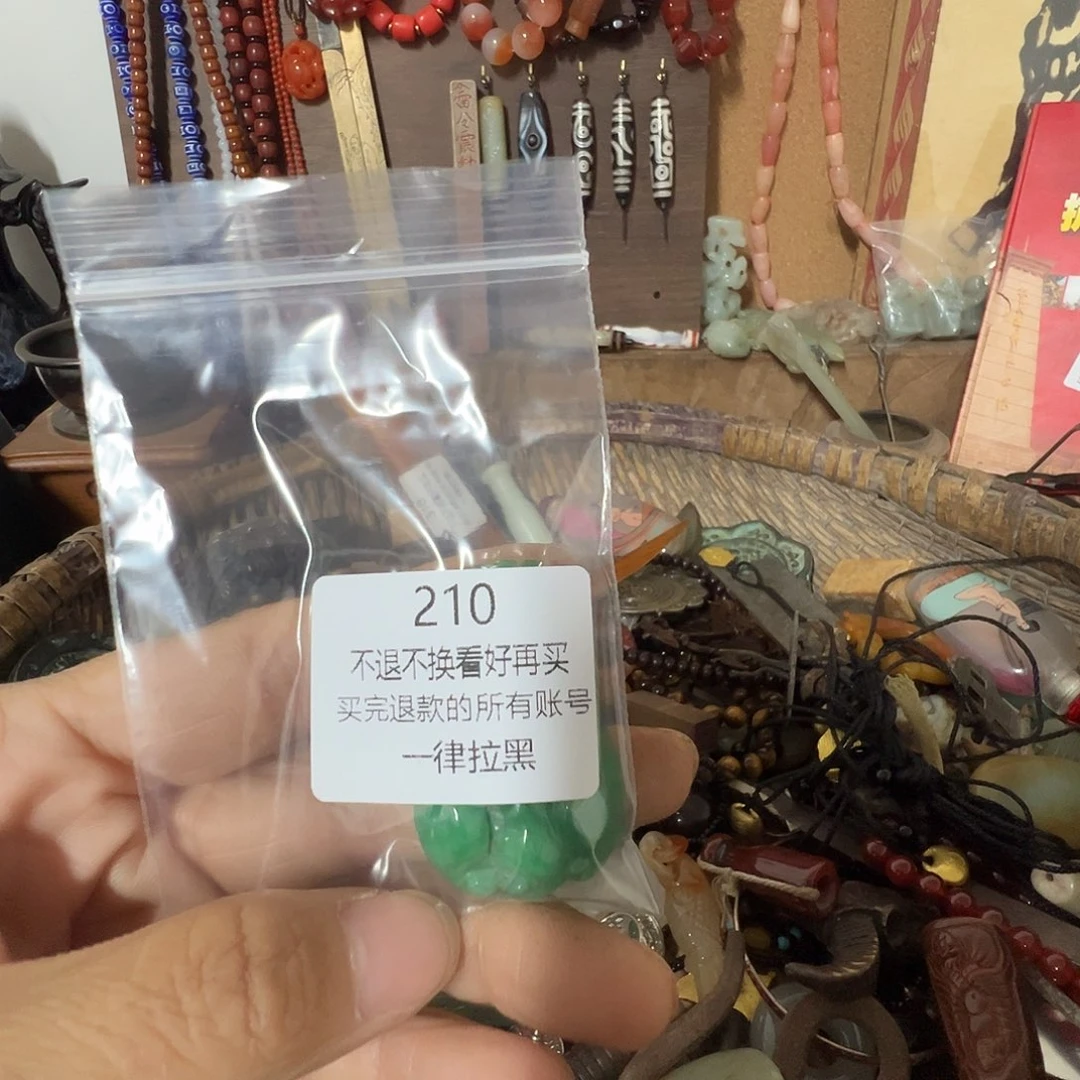 210
不退不换看好再买
买完退款的所有账号
一律拉黑